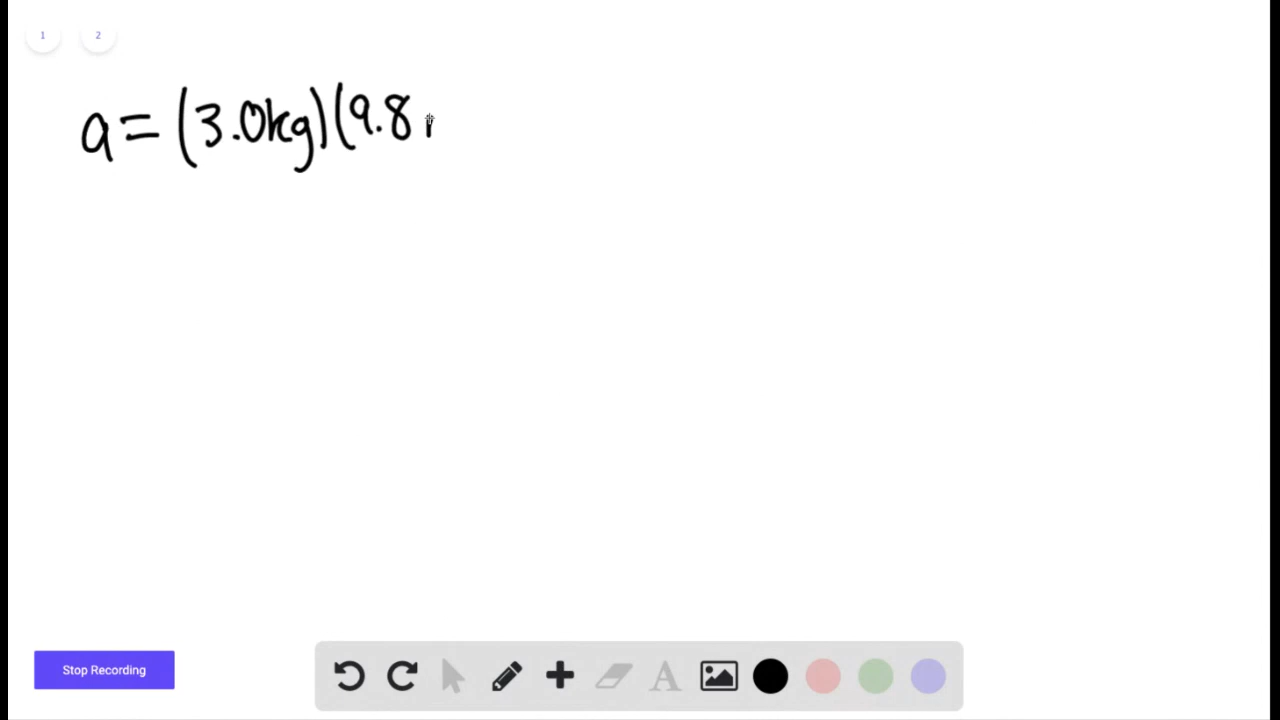 1 2
a = (3.0kg)(9.8
Stop Recording
A